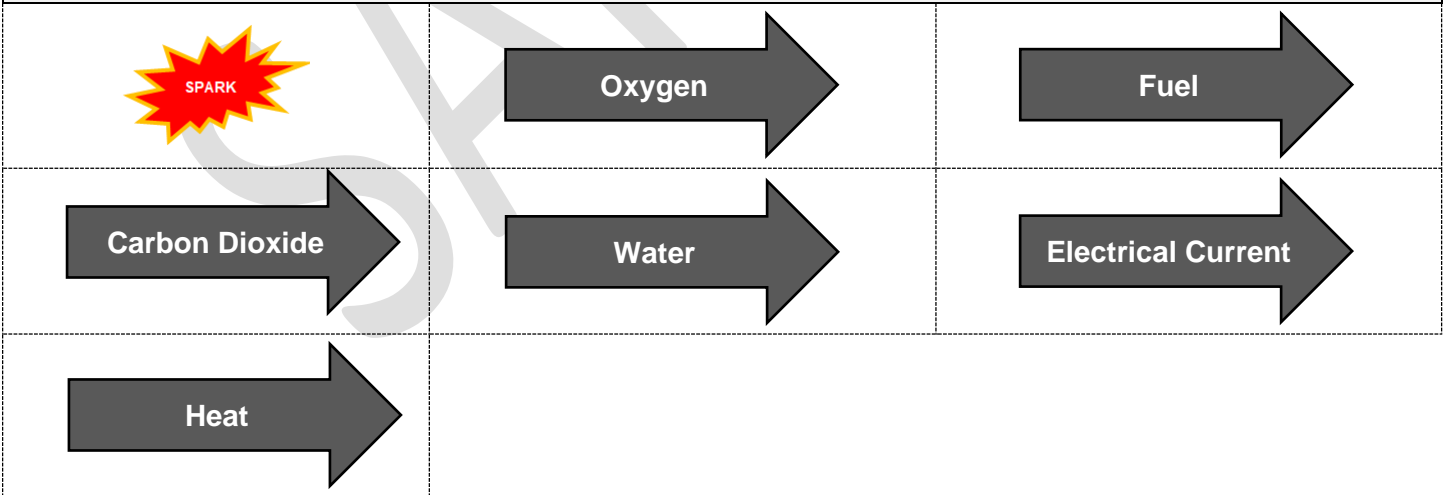 SPARK
Oxygen
Fuel
Carbon Dioxide
Water
Electrical Current
Heat